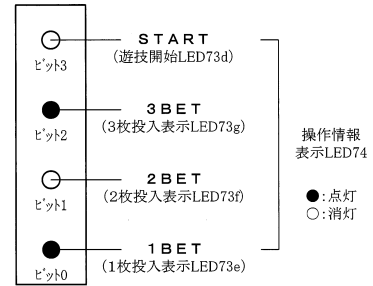 START
ビット3
(遊技開始LED73d)
3BET
ビット2
(3枚投入表示LED73g)
操作情報
表示LED74
2BET
ビット1
(2枚投入表示LED73f)
●:点灯
○:消灯
1BET
ビット0
(1枚投入表示LED73e)